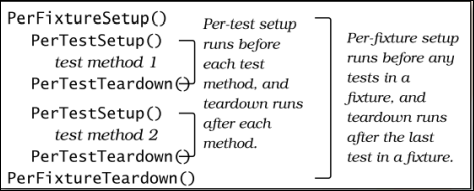 PerFixtureSetup()
PerTestSetup()
test method 1
PerTestTeardown()
PerTestSetup()
test method 2
PerTestTeardown()
PerFixtureTeardown()
Per-test setup
runs before
each test
method, and
teardown runs
after each
method.
Per-fixture setup
runs before any
tests in a
fixture, and
teardown runs
after the last
test in a fixture.